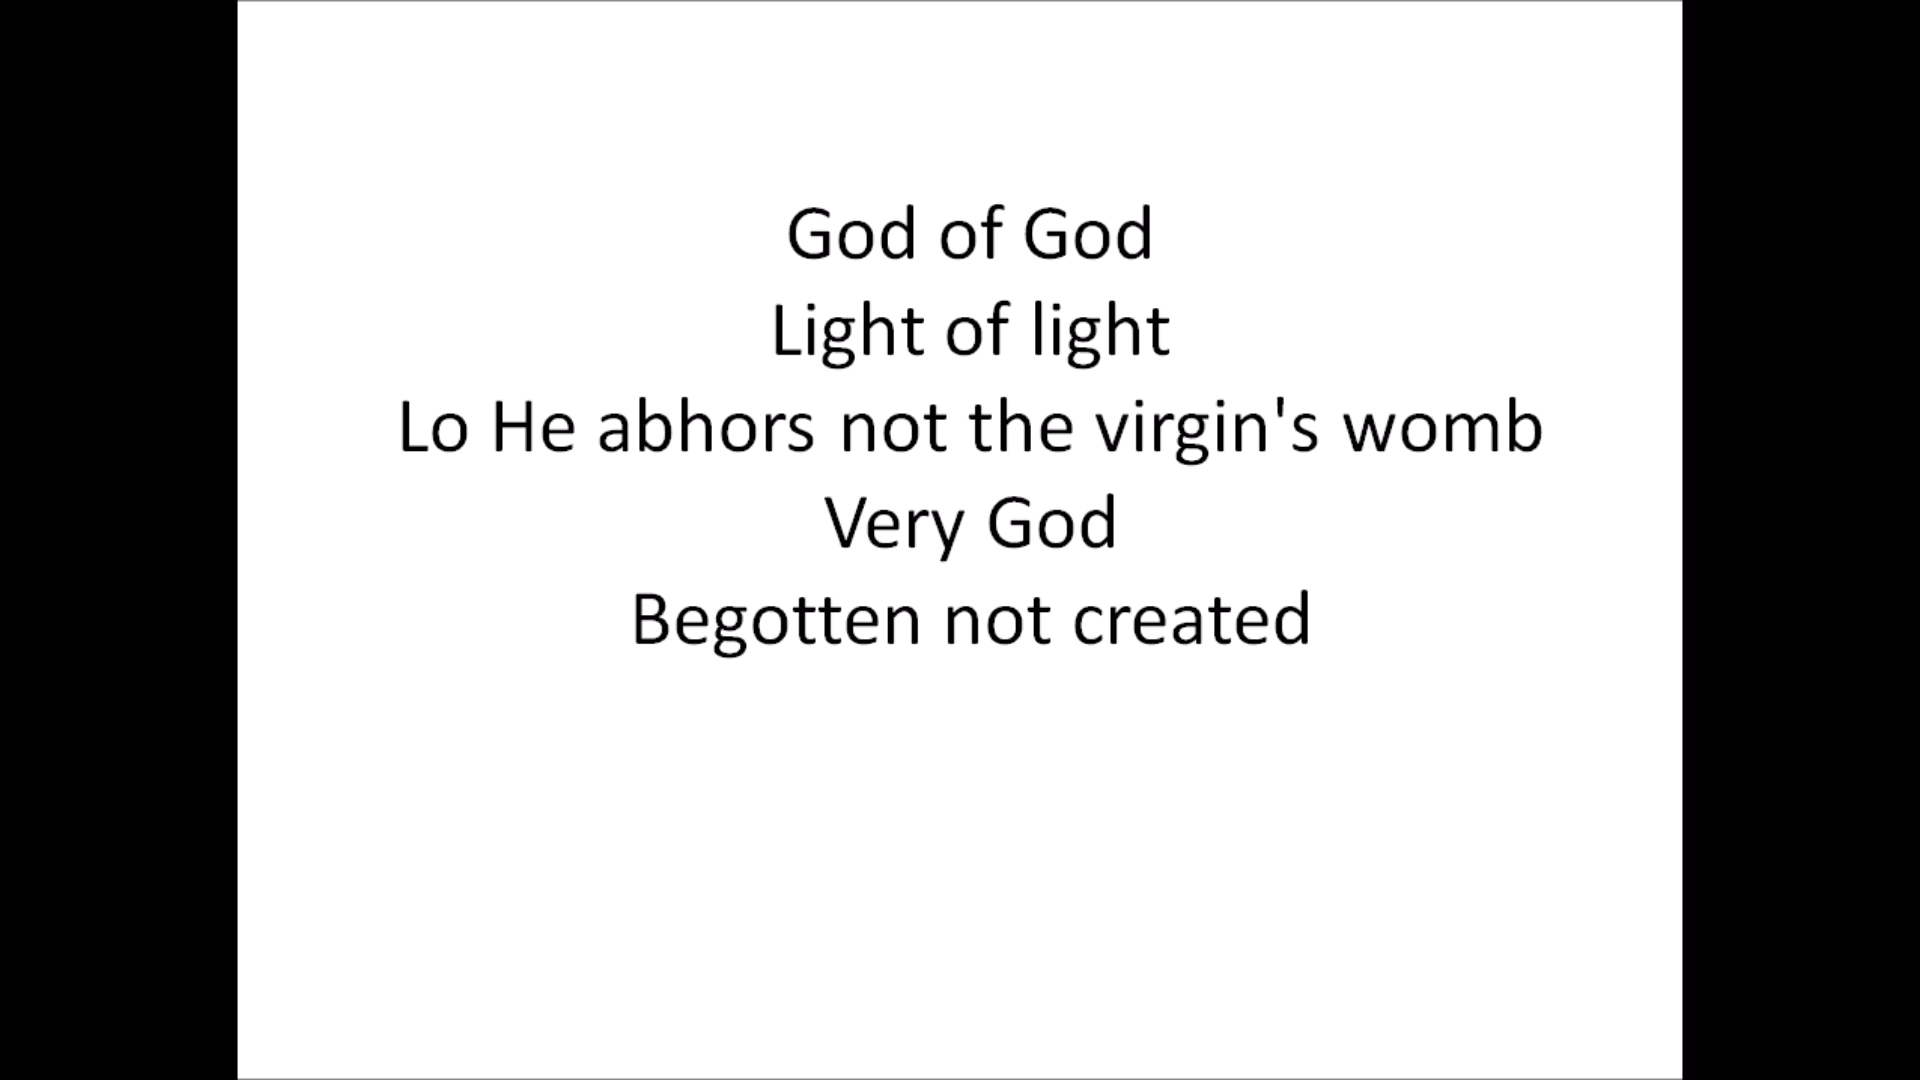 God of God
Light of light
Lo He abhors not the virgin's womb
Very God
Begotten not created